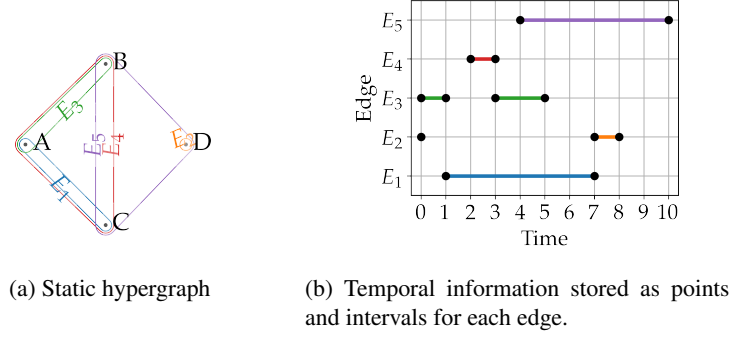 B
E3
A
E5
E4
E2
D
E1
C
(a) Static hypergraph
Edge
E5
E4
E3
E2
E1
0 1 2 3 4 5 6 7 8 9 10
Time
(b) Temporal information stored as points
and intervals for each edge.